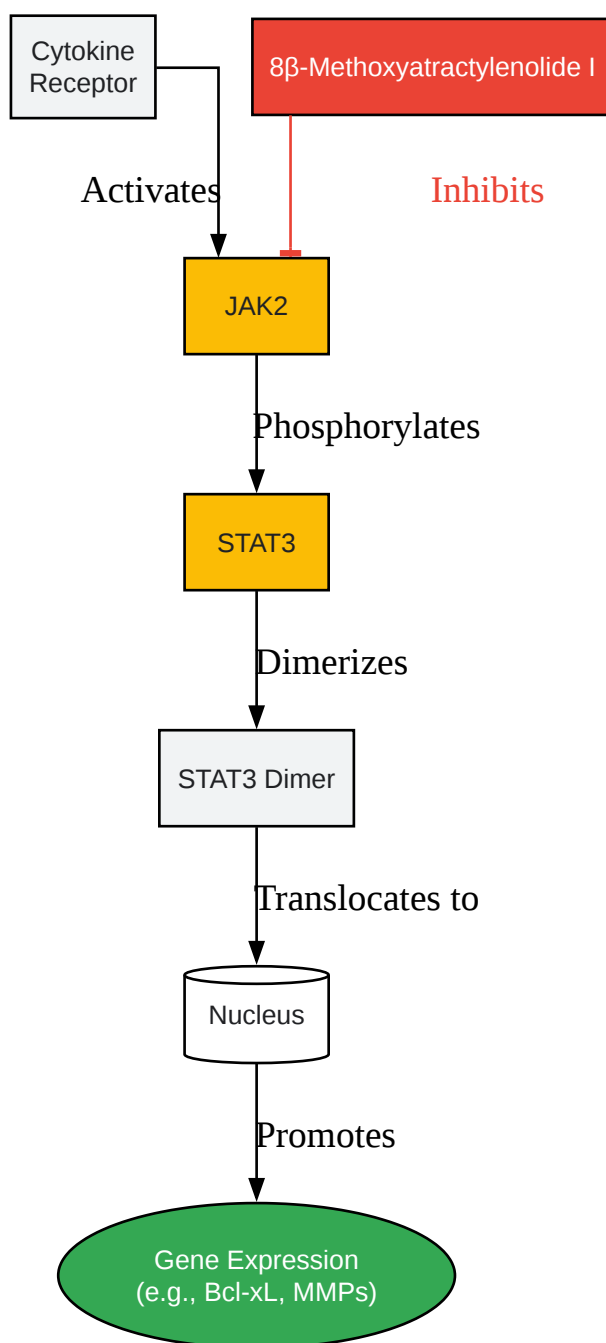 Cytokine
Receptor
8β-Methoxyatractylenolide I
Activates
Inhibits
JAK2
Phosphorylates
STAT3
Dimerizes
STAT3 Dimer
Translocates to
Nucleus
Promotes
Gene Expression
(e.g., Bcl-xL, MMPs)